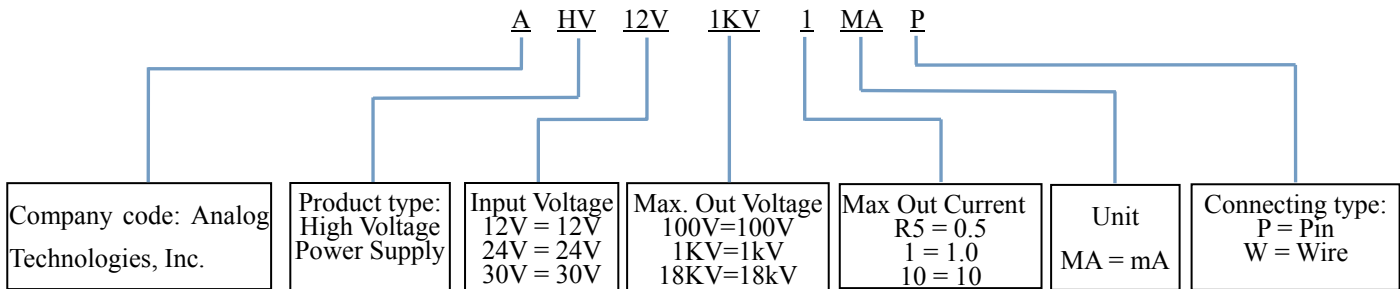 A HV 12V 1KV 1 MA P
Company code: Analog
Technologies, Inc.
Product type:
High Voltage
Power Supply
Input Voltage
12V = 12V
24V = 24V
30V = 30V
Max. Out Voltage
100V=100V
1KV=1kV
18KV=18kV
Max Out Current
R5 = 0.5
1 = 1.0
10 = 10
Unit
MA = mA
Connecting type:
P = Pin
W = Wire